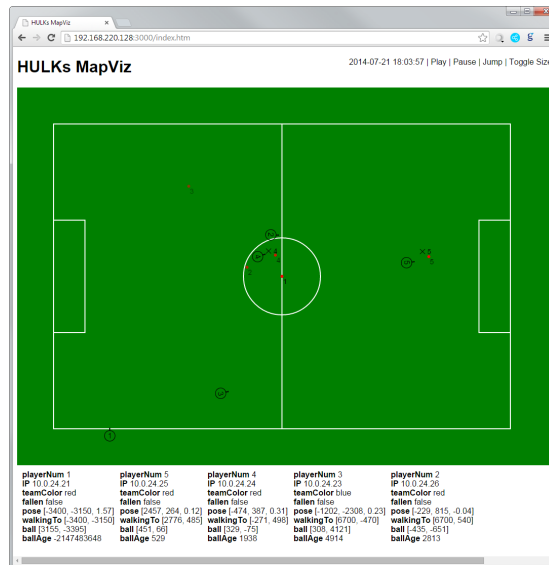 HULKs MapViz
192.168.220.128:3000/index.htm
HULKs MapViz
2014-07-21 18:03:57 | Play | Pause | Jump | Toggle Size
4
5
1
1
playerNum 1 playerNum 5 playerNum 4 playerNum 3 playerNum 2
IP 10.0.24.21 IP 10.0.24.25 IP 10.0.24.24 IP 10.0.24.23 IP 10.0.24.26
teamColor red teamColor red teamColor red teamColor blue teamColor red
fallen false fallen false fallen false fallen false fallen false
pose [-3400, -3150, 1.57] pose [2457, 264, 0.12] pose [-474, 387, 0.31] pose [-1202, -2308, 0.23] pose [-229, 815, -0.04]
walkingTo [-3400, -3150] walkingTo [2776, 485] walkingTo [-271, 498] walkingTo [6700, -470] walkingTo [6700, 540]
ball [3155, -3395] ball [451, 66] ball [329, -75] ball [308, 4121] ball [-435, -651]
ballAge -2147483648 ballAge 529 ballAge 1938 ballAge 4914 ballAge 2813